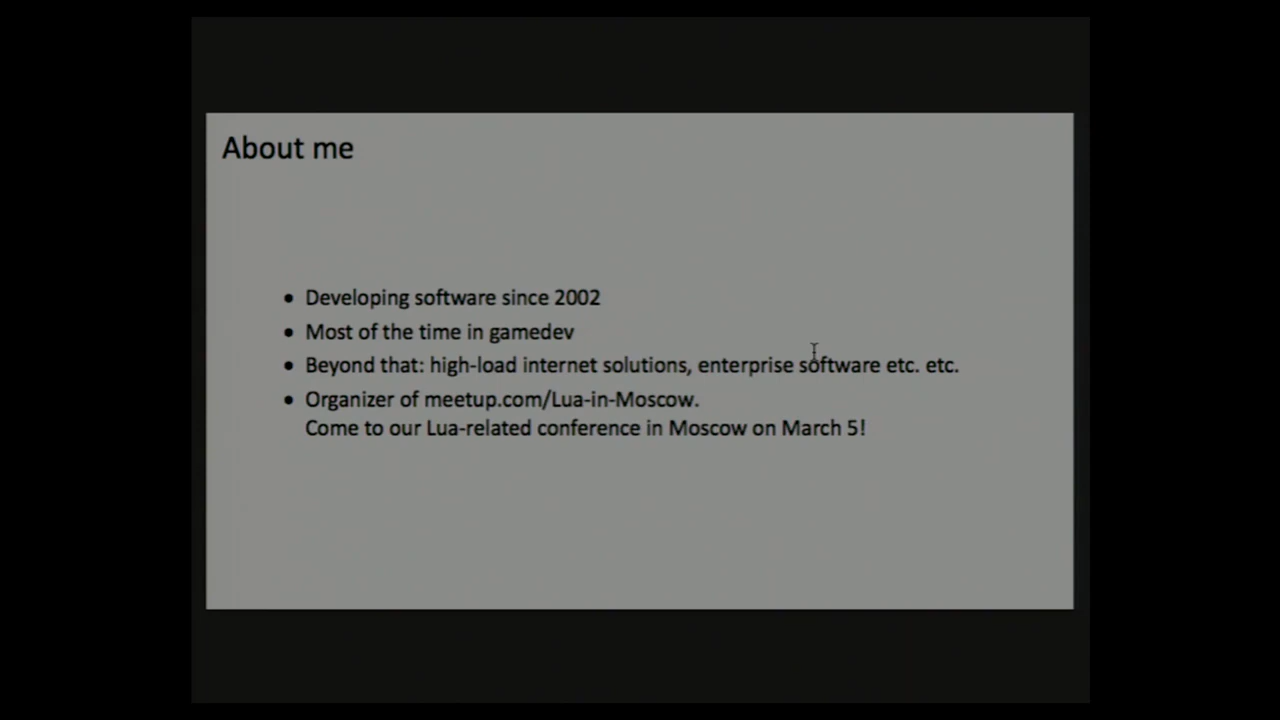 About me
• Developing software since 2002
• Most of the time in gamedev
• Beyond that: high-load internet solutions, enterprise software etc. etc.
• Organizer of meetup.com/Lua-in-Moscow.
Come to our Lua-related conference in Moscow on March 5!